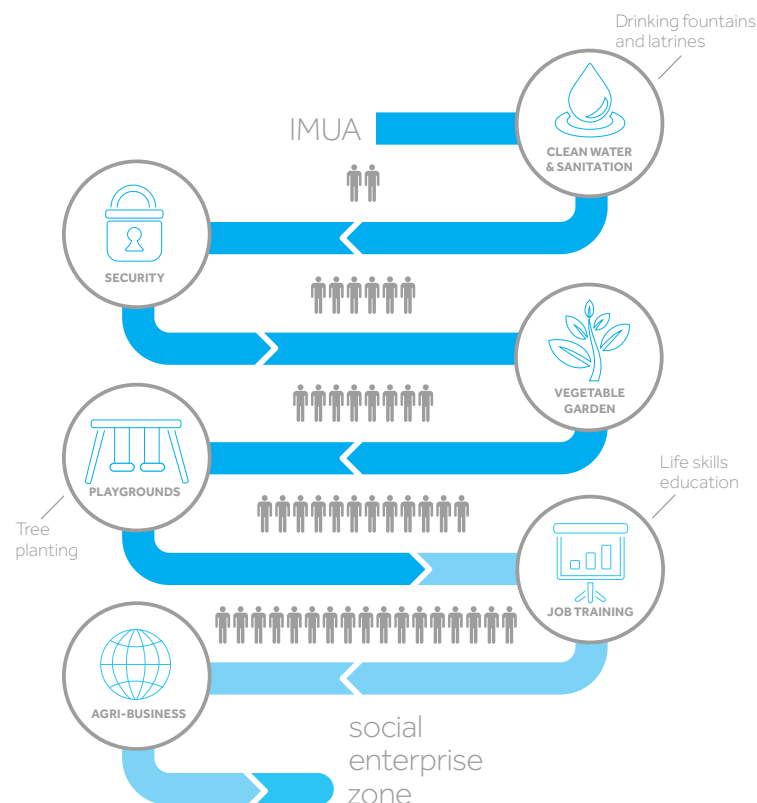 Drinking fountains
and latrines
IMUA
CLEAN WATER
& SANITATION
SECURITY
VEGETABLE
GARDEN
PLAYGROUNDS
Tree
planting
Life skills
education
JOB TRAINING
AGRI-BUSINESS
social
enterprise
zone